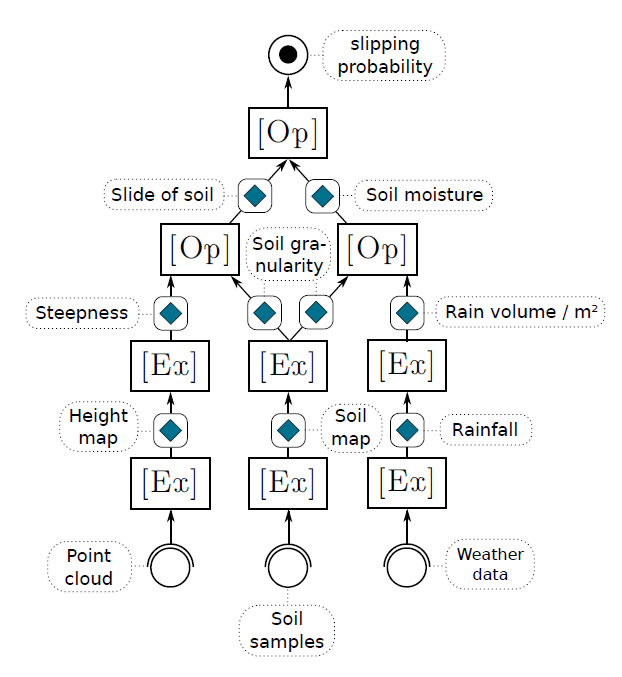 slipping
probability
[Op]
Slide of soil
Soil moisture
[Op]
Soil gra-
nularity
[Op]
Steepness
Rain volume / m²
[Ex]
[Ex]
[Ex]
Height
map
Soil
map
Rainfall
[Ex]
[Ex]
[Ex]
Point
cloud
Weather
data
Soil
samples